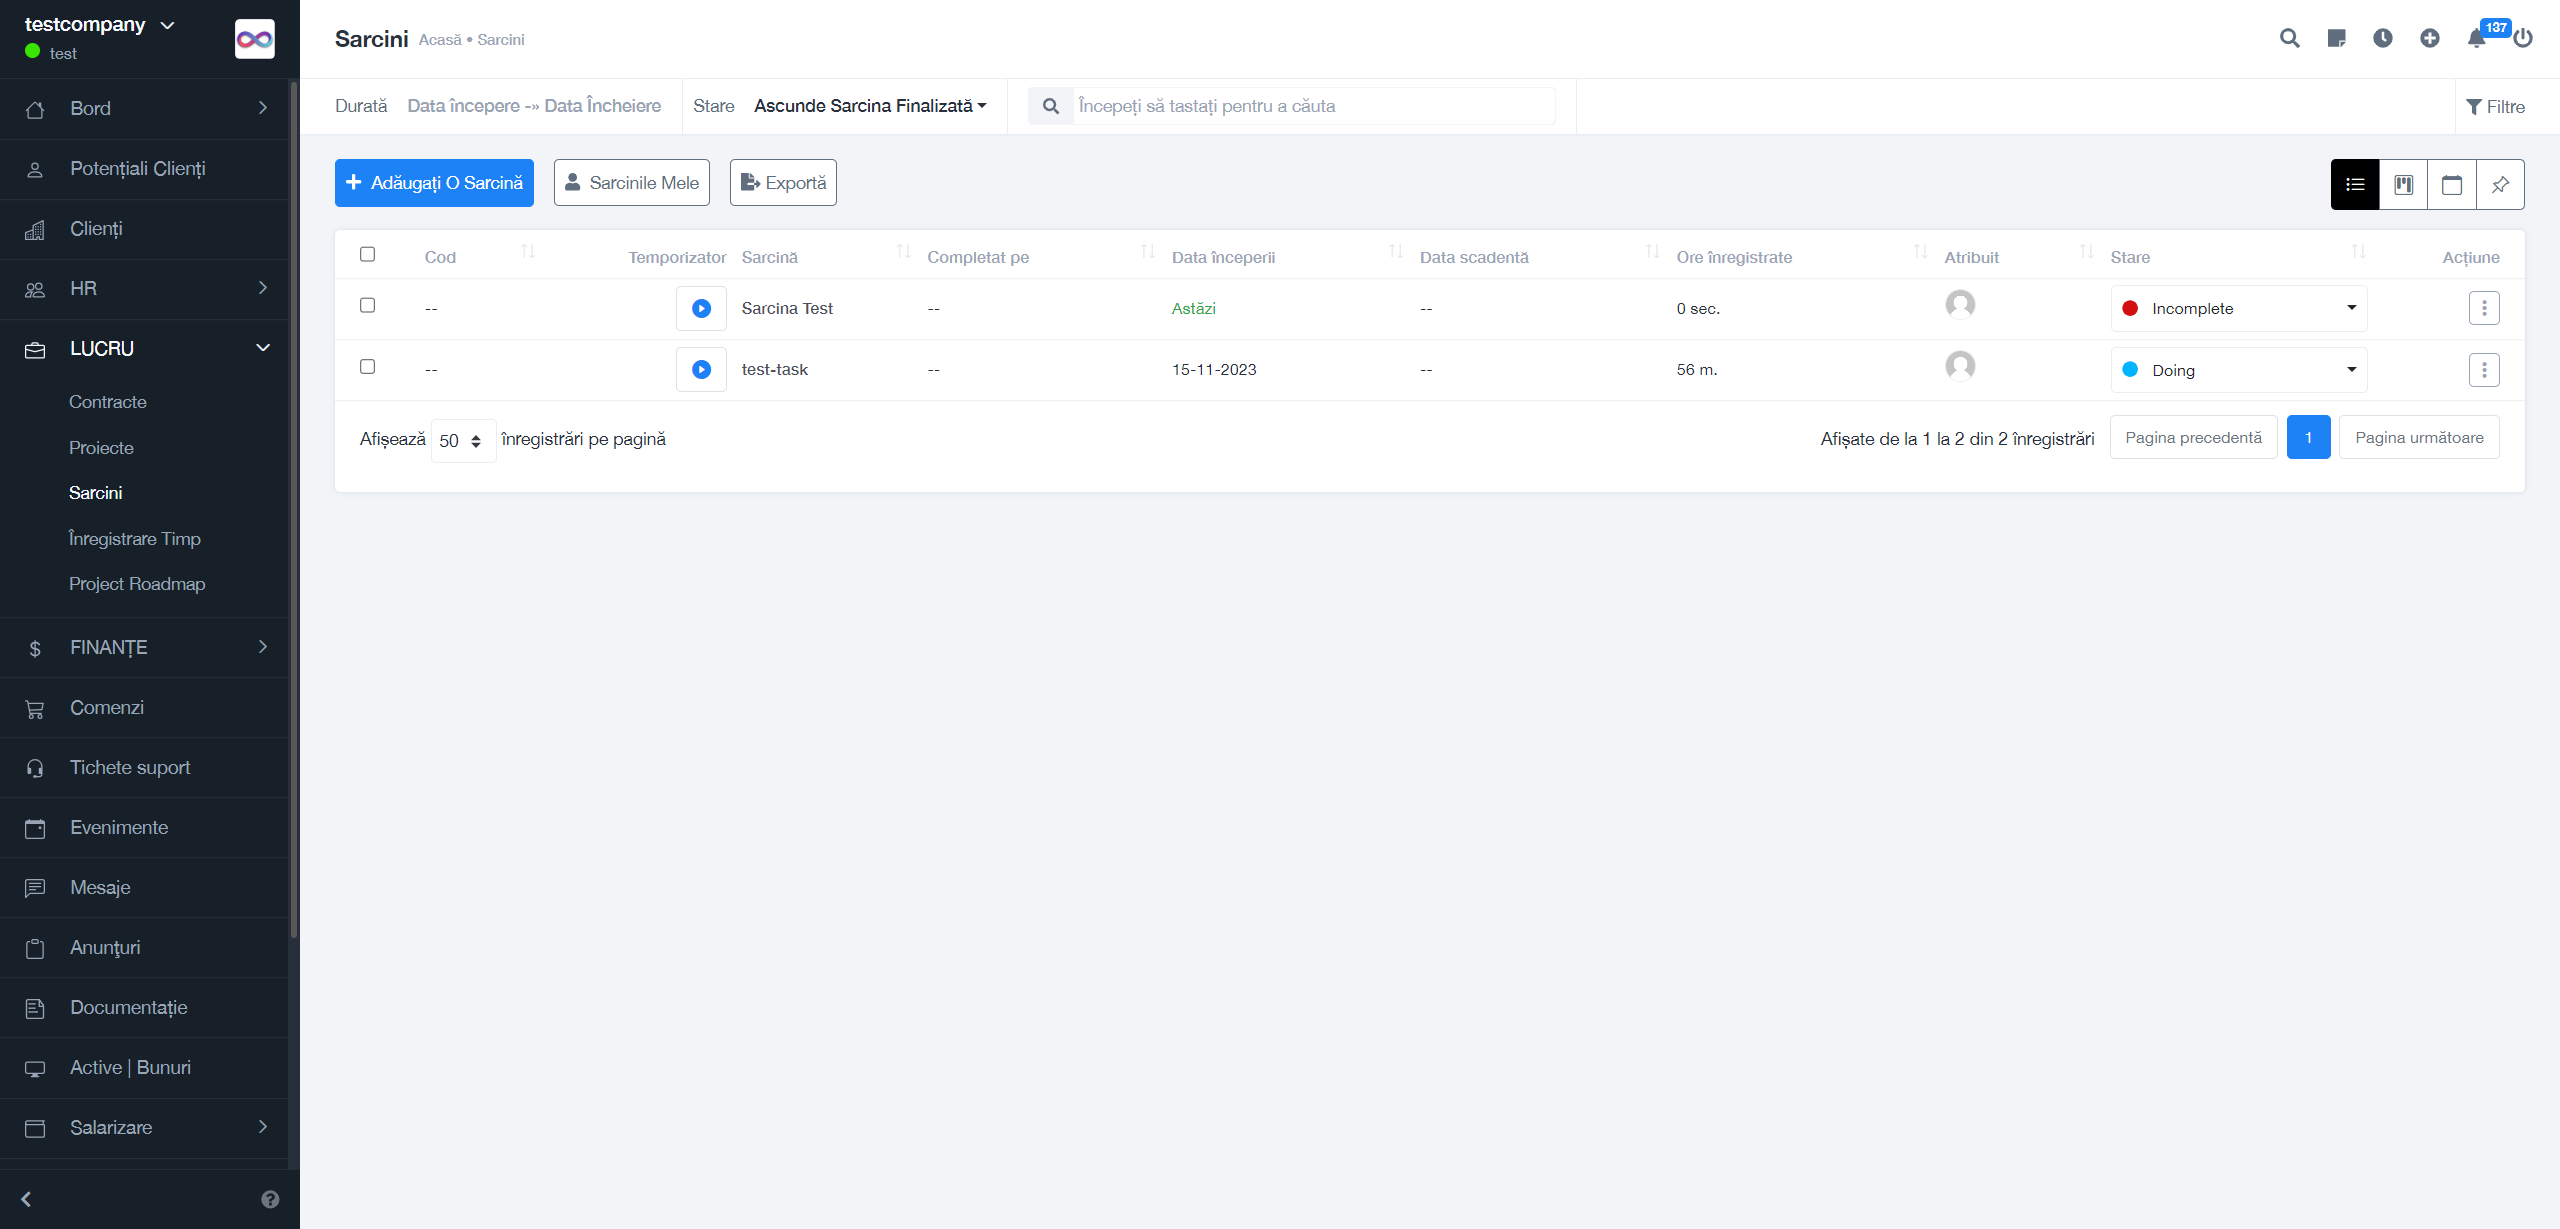 testcompany
test
Bord
Potențiali Clienți
Clienți
HR
LUCRU
Contracte
Proiecte
Sarcini
Înregistrare Timp
Project Roadmap
FINANȚE
Comenzi
Tichete suport
Evenimente
Mesaje
Anunţuri
Documentație
Active | Bunuri
Salarizare
Sarcini Acasă • Sarcini
137
Durată Data începere -» Data Încheiere Stare Ascunde Sarcina Finalizată Începeți să tastați pentru a căuta Filtre
Adăugați O Sarcină Sarcinile Mele Exportă
Cod Temporizator Sarcină Completat pe Data începerii Data scadentă Ore înregistrate Atribuit Stare Acțiune
-- Sarcina Test -- Astăzi -- 0 sec. Incomplete
-- test-task -- 15-11-2023 -- 56 m. Doing
Afișează 50 înregistrări pe pagină Afișate de la 1 la 2 din 2 înregistrări Pagina precedentă 1 Pagina următoare